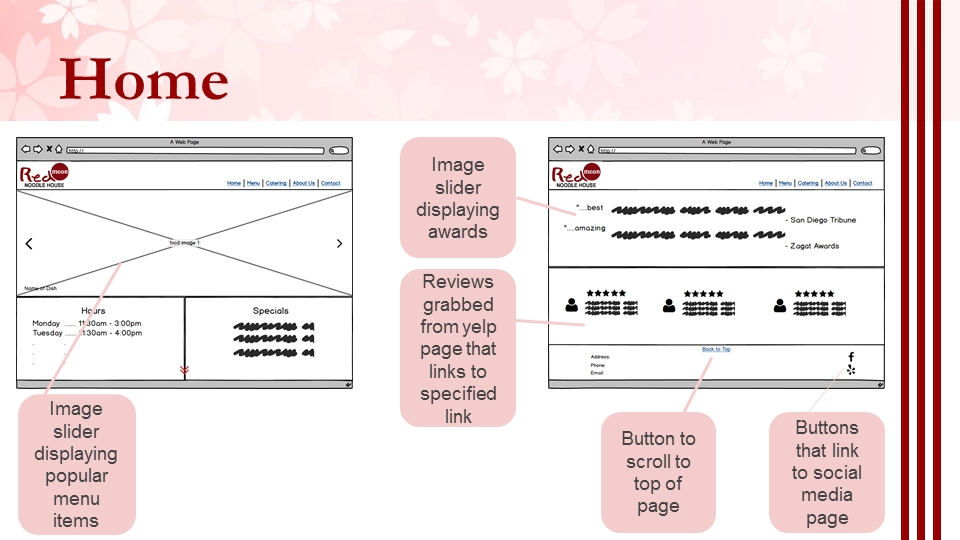 Home
A Web Page
http://
Red moon
NOODLE HOUSE
Home | Menu | Catering | About Us | Contact
food image 1
Name of Dish
Hours
Monday ...... 11:30am - 3:00pm
Tuesday ...... 11:30am - 4:00pm
Specials
Image
slider
displaying
popular
menu
items
Image
slider
displaying
awards
Reviews
grabbed
from yelp
page that
links to
specified
link
A Web Page
http://
Red moon
NOODLE HOUSE
Home | Menu | Catering | About Us | Contact
"...best
- San Diego Tribune
"....amazing
- Zagat Awards
Back to Top
Address:
Phone:
Email:
Button to
scroll to
top of
page
Buttons
that link
to social
media
page